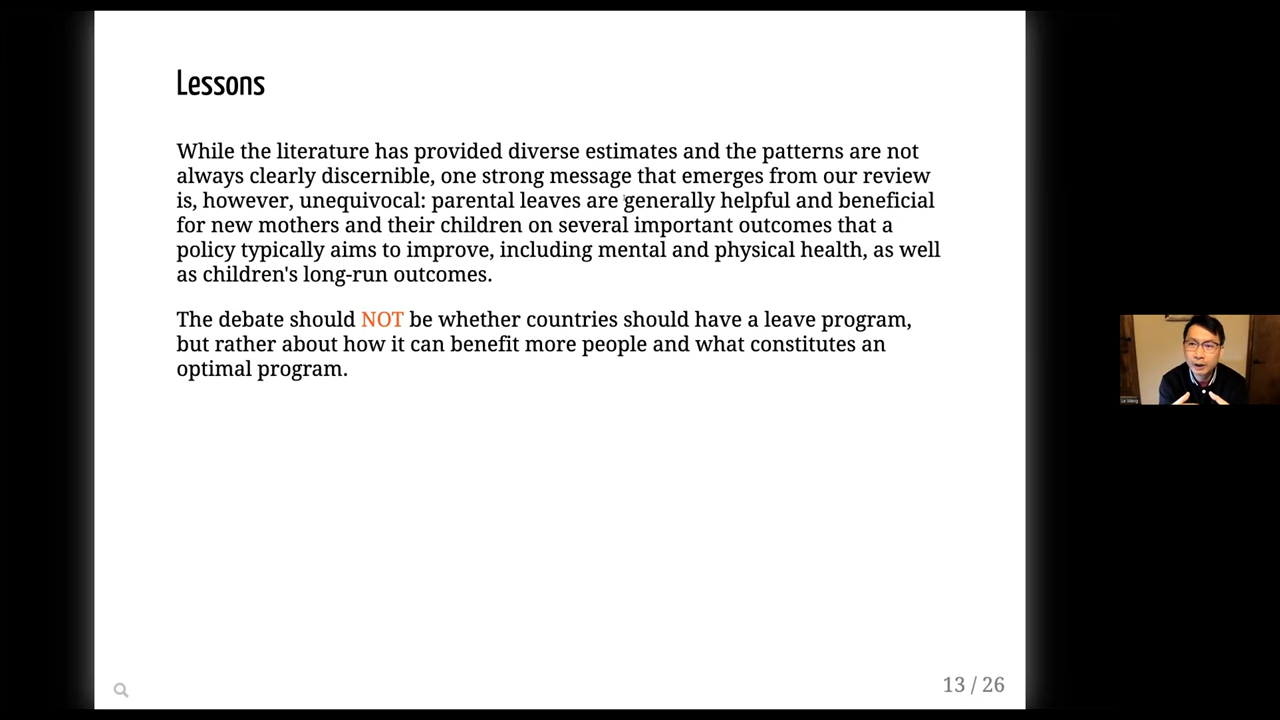 Lessons
While the literature has provided diverse estimates and the patterns are not
always clearly discernible, one strong message that emerges from our review
is, however, unequivocal: parental leaves are generally helpful and beneficial
for new mothers and their children on several important outcomes that a
policy typically aims to improve, including mental and physical health, as well
as children's long-run outcomes.
The debate should NOT be whether countries should have a leave program,
but rather about how it can benefit more people and what constitutes an
optimal program.
13 / 26